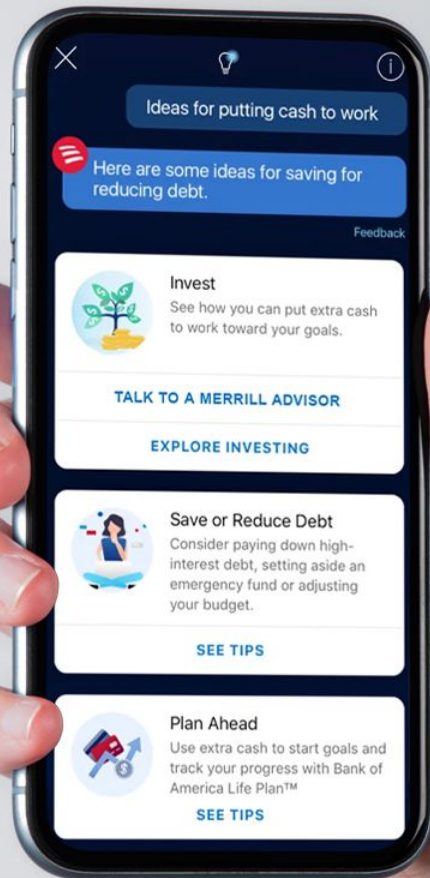 Ideas for putting cash to work
Here are some ideas for saving for
reducing debt.
Feedback
Invest
See how you can put extra cash
to work toward your goals.
TALK TO A MERRILL ADVISOR
EXPLORE INVESTING
Save or Reduce Debt
Consider paying down high-
interest debt, setting aside an
emergency fund or adjusting
your budget.
SEE TIPS
Plan Ahead
Use extra cash to start goals and
track your progress with Bank of
America Life Plan™
SEE TIPS